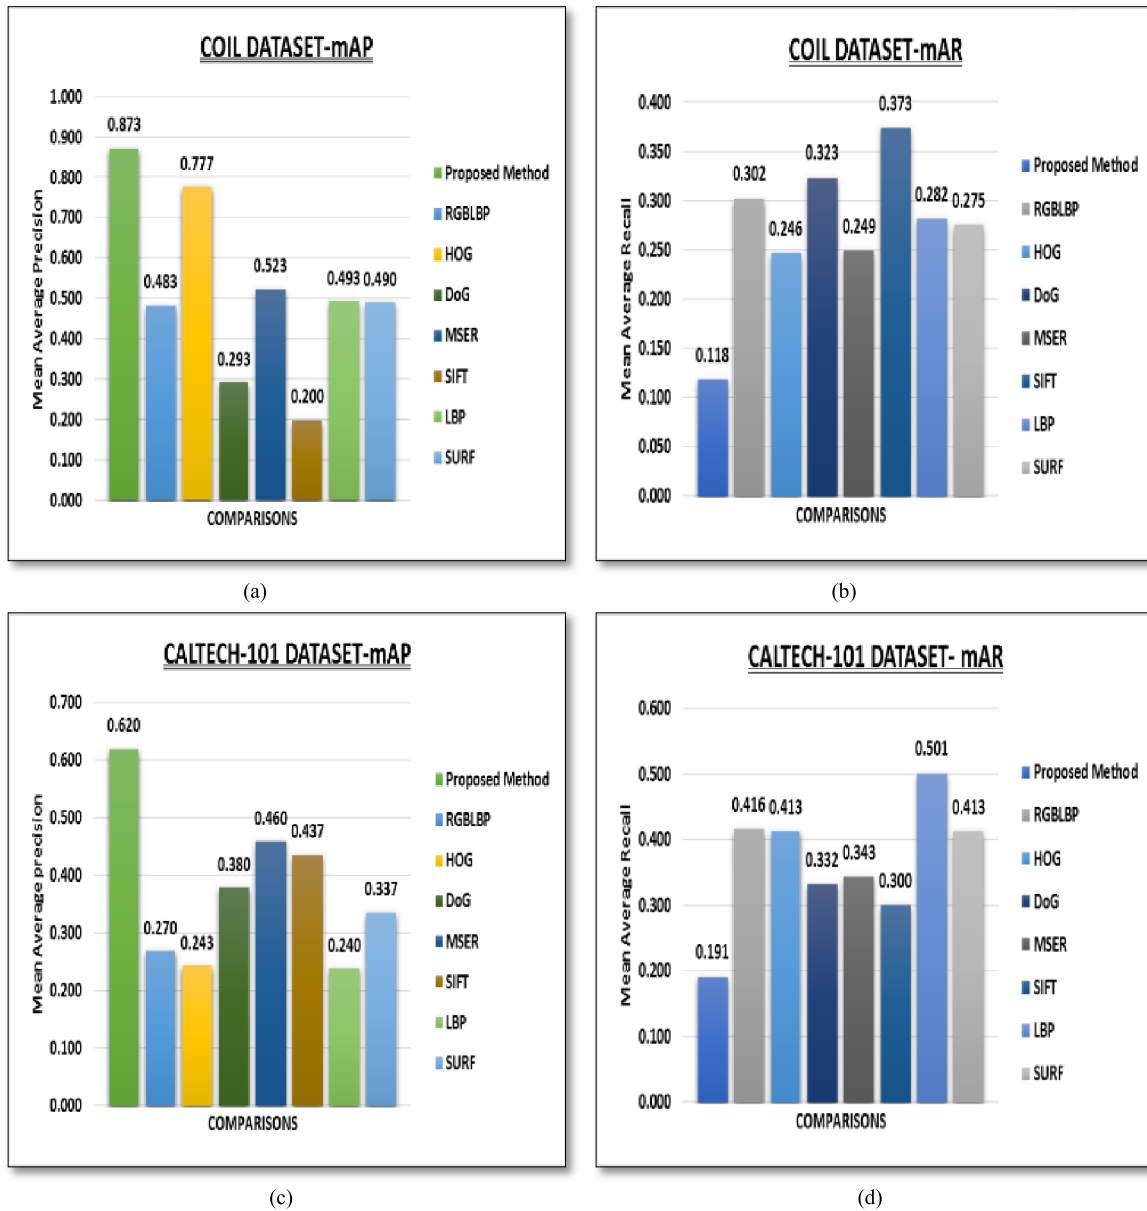 COIL DATASET-mAP
1.000
0.900
0.800
0.700
0.600
0.500
0.400
0.300
0.200
0.100
0.000
Mean Average Precision
0.873
0.483
0.777
0.293
0.523
0.200
0.493
0.490
COMPARISONS
Proposed Method
RGBLBP
HOG
DoG
MSER
SIFT
LBP
SURF
(a)
COIL DATASET-mAR
0.400
0.350
0.300
0.250
0.200
0.150
0.100
0.050
0.000
Mean Average Recall
0.118
0.302
0.246
0.323
0.249
0.373
0.282
0.275
COMPARISONS
Proposed Method
RGBLBP
HOG
DoG
MSER
SIFT
LBP
SURF
(b)
CALTECH-101 DATASET-mAP
0.700
0.600
0.500
0.400
0.300
0.200
0.100
0.000
Mean Average precision
0.620
0.270
0.243
0.380
0.460
0.437
0.240
0.337
COMPARISONS
Proposed Method
RGBLBP
HOG
DoG
MSER
SIFT
LBP
SURF
(c)
CALTECH-101 DATASET- mAR
0.600
0.500
0.400
0.300
0.200
0.100
0.000
Mean Average Recall
0.191
0.416
0.413
0.332
0.343
0.300
0.501
0.413
COMPARISONS
Proposed Method
RGBLBP
HOG
DoG
MSER
SIFT
LBP
SURF
(d)